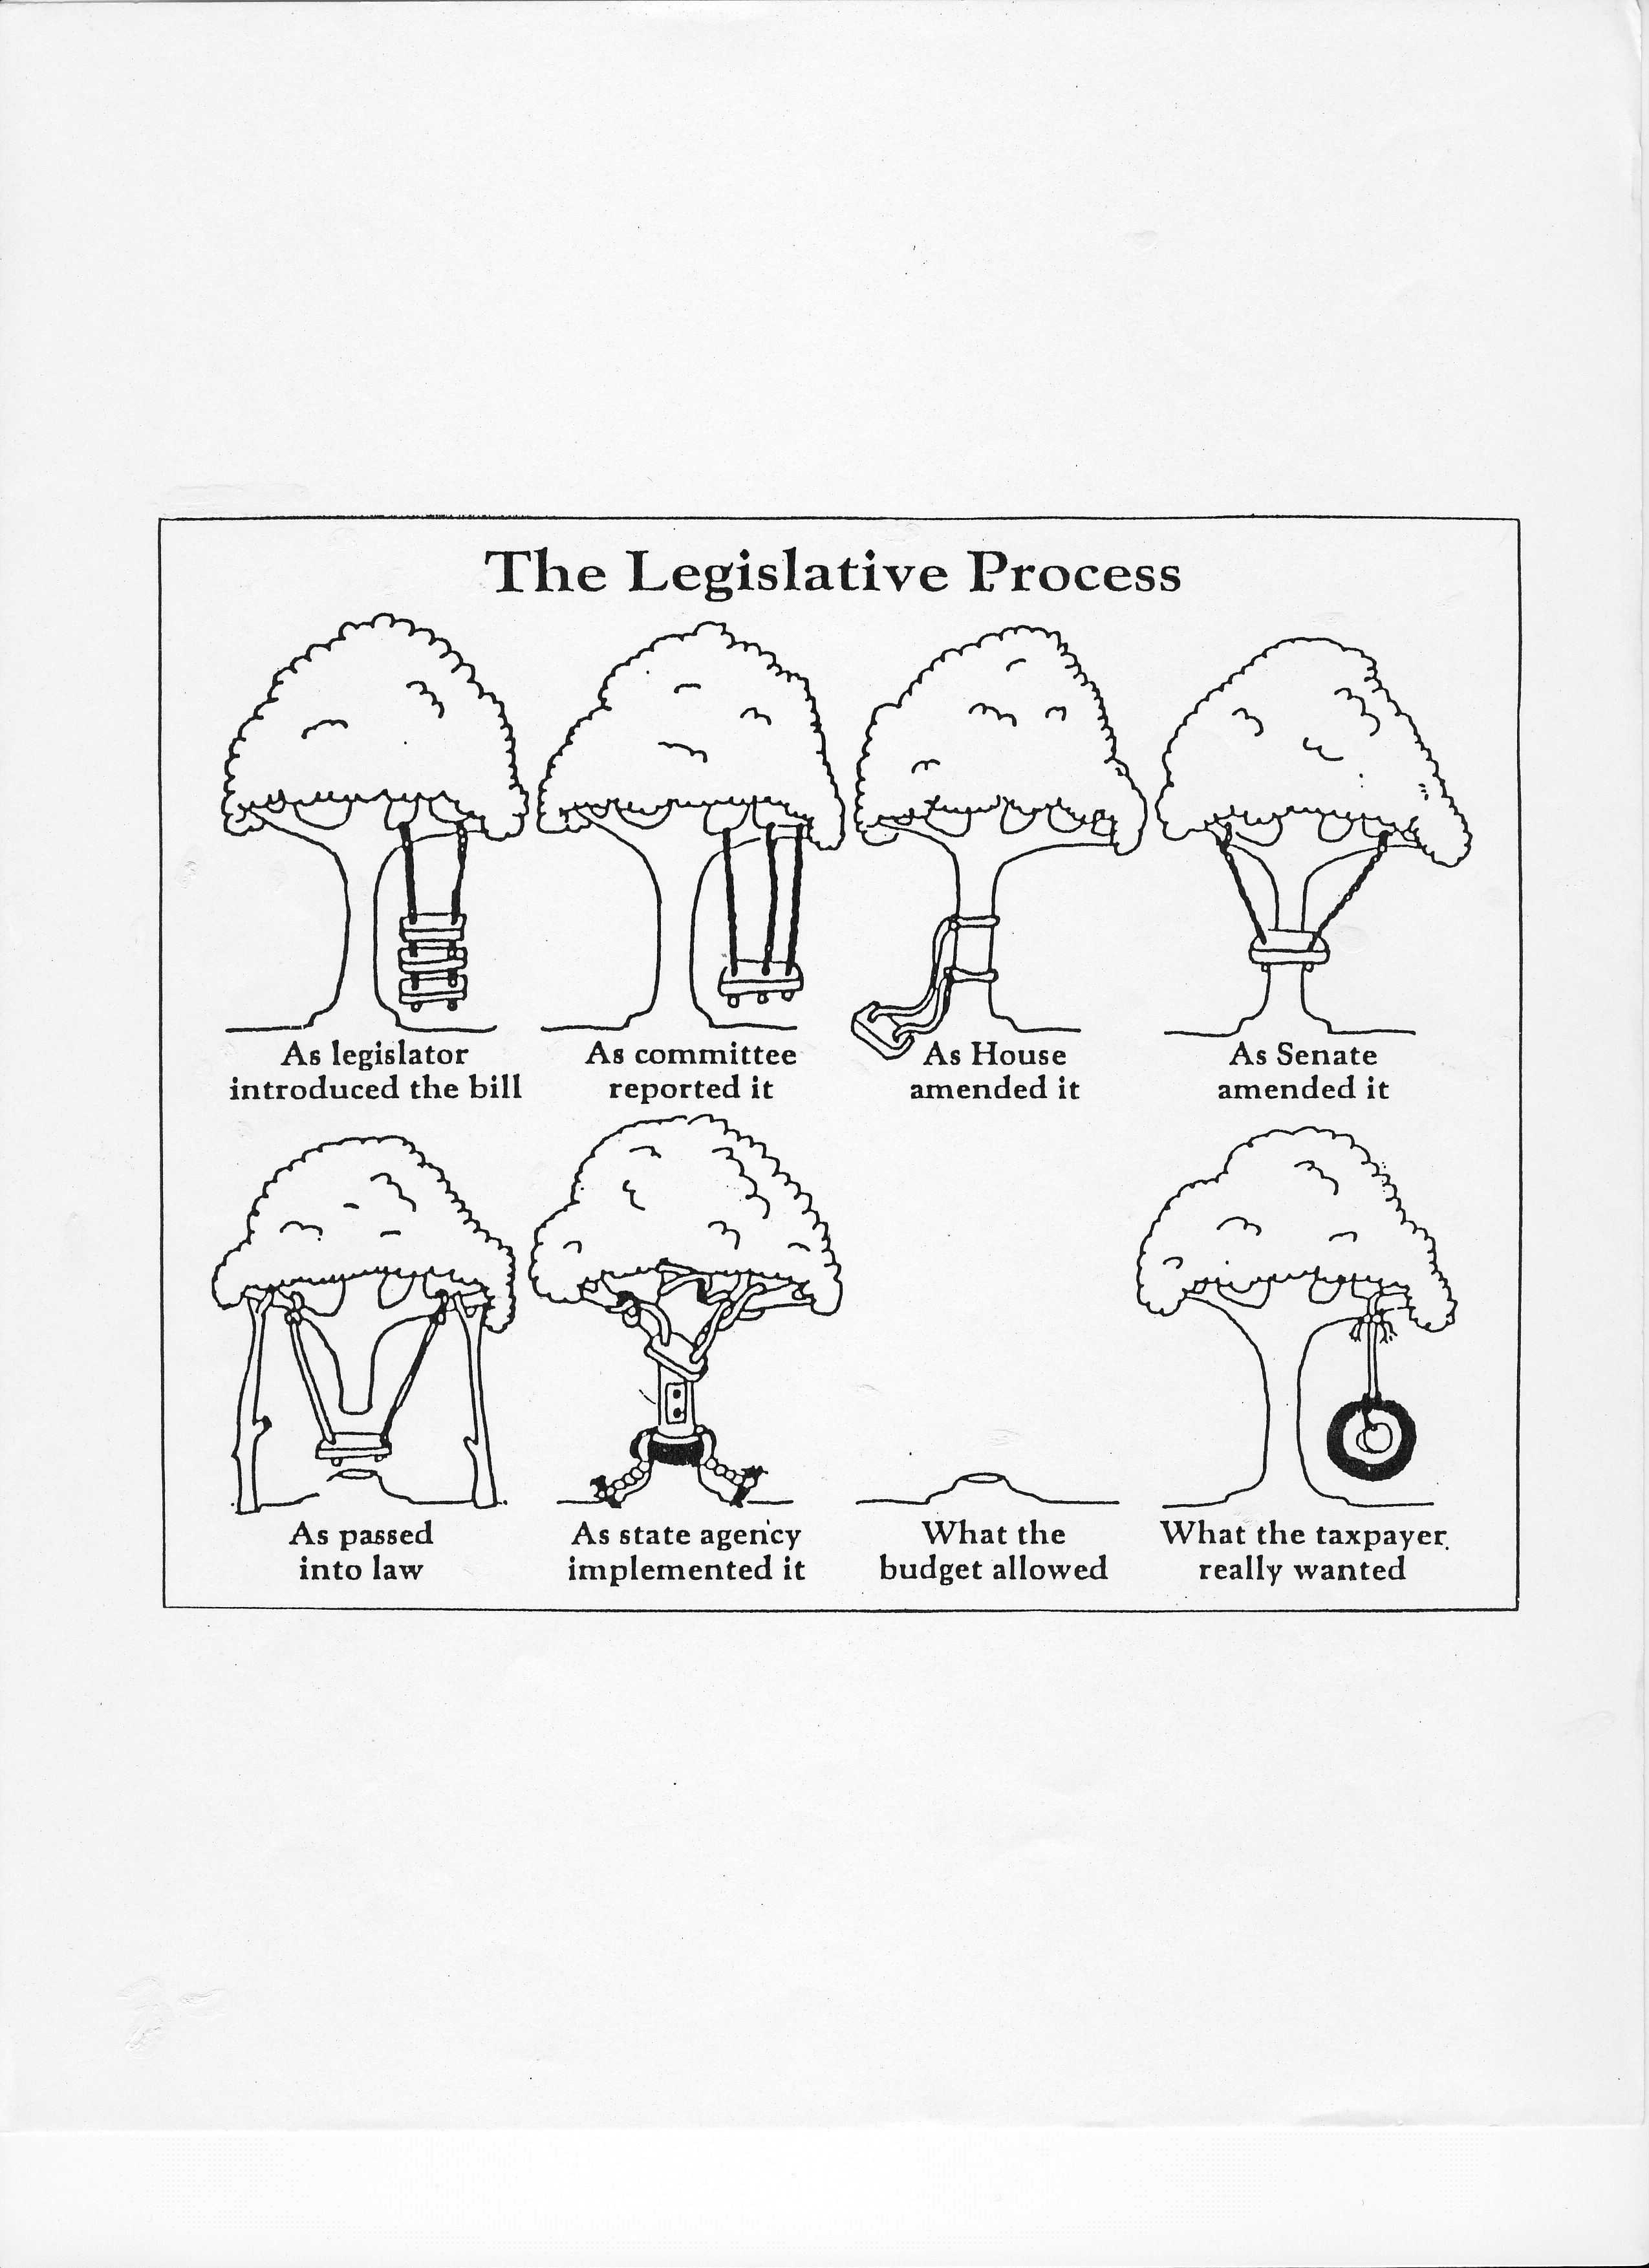 The Legislative Process
As legislator
introduced the bill
As committee
reported it
As House
amended it
As Senate
amended it
As passed
into law
As state agency
implemented it
What the
budget allowed
What the taxpayer
really wanted